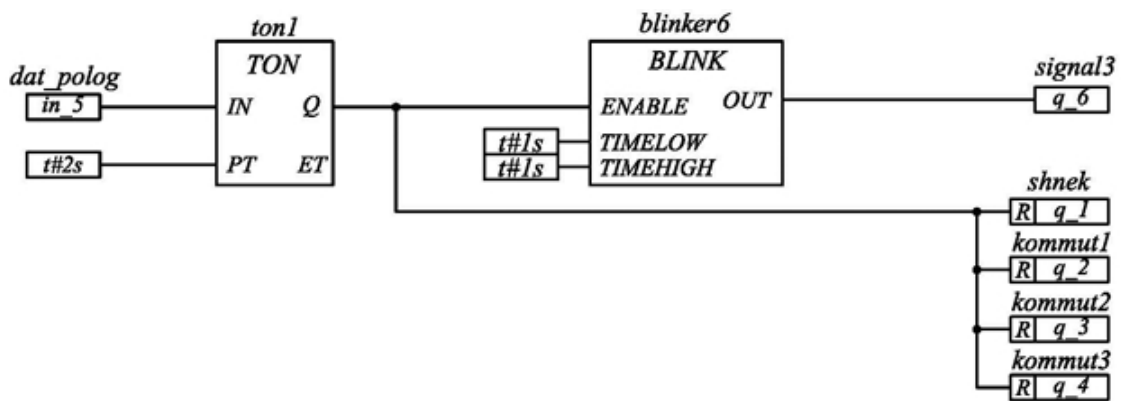 ton1
TON
dat_polog
in_5
IN Q
t#2s
PT ET
blinker6
BLINK
ENABLE OUT
t#1s
TIMELOW
t#1s
TIMEHIGH
signal3
q_6
shnek
R q_1
kommut1
R q_2
kommut2
R q_3
kommut3
R q_4